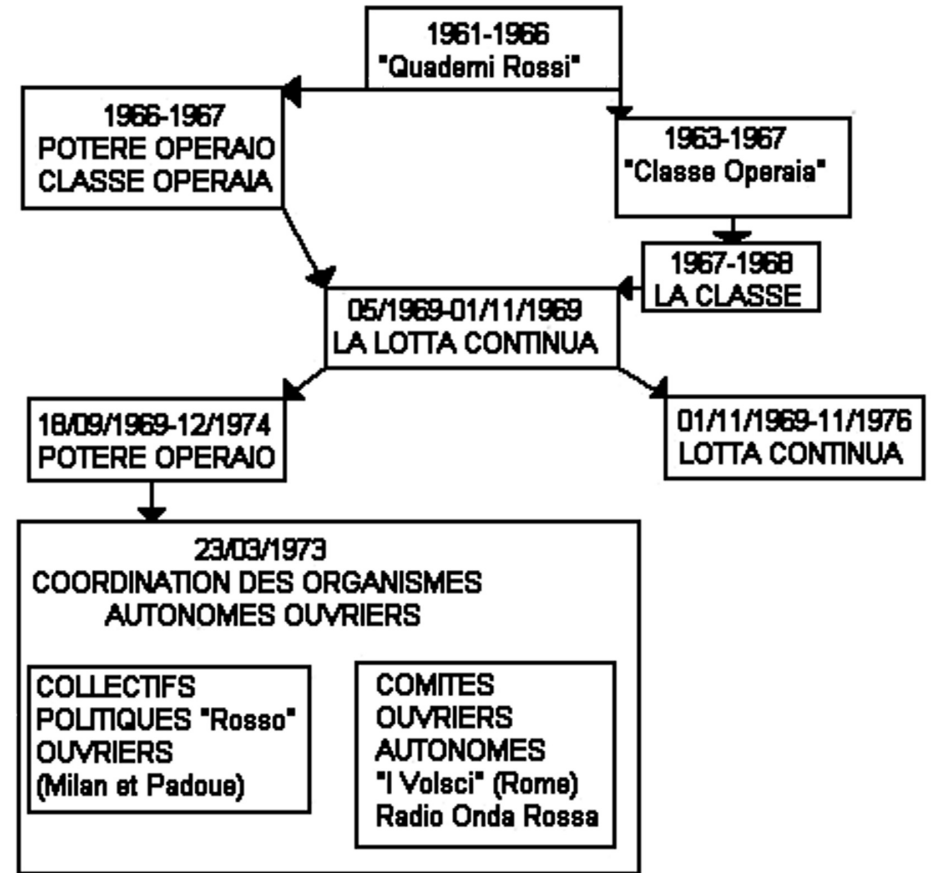 1961-1966
"Quaderni Rossi"
1966-1967
POTERE OPERAIO
CLASSE OPERAIA
1963-1967
"Classe Operaia"
1967-1968
LA CLASSE
05/1969-01/11/1969
LA LOTTA CONTINUA
18/09/1969-12/1974
POTERE OPERAIO
01/11/1969-11/1976
LOTTA CONTINUA
23/03/1973
COORDINATION DES ORGANISMES
AUTONOMES OUVRIERS
COLLECTIFS
POLITIQUES "Rosso"
OUVRIERS
(Milan et Padoue)
COMITES
OUVRIERS
AUTONOMES
"I Volsci" (Rome)
Radio Onda Rossa